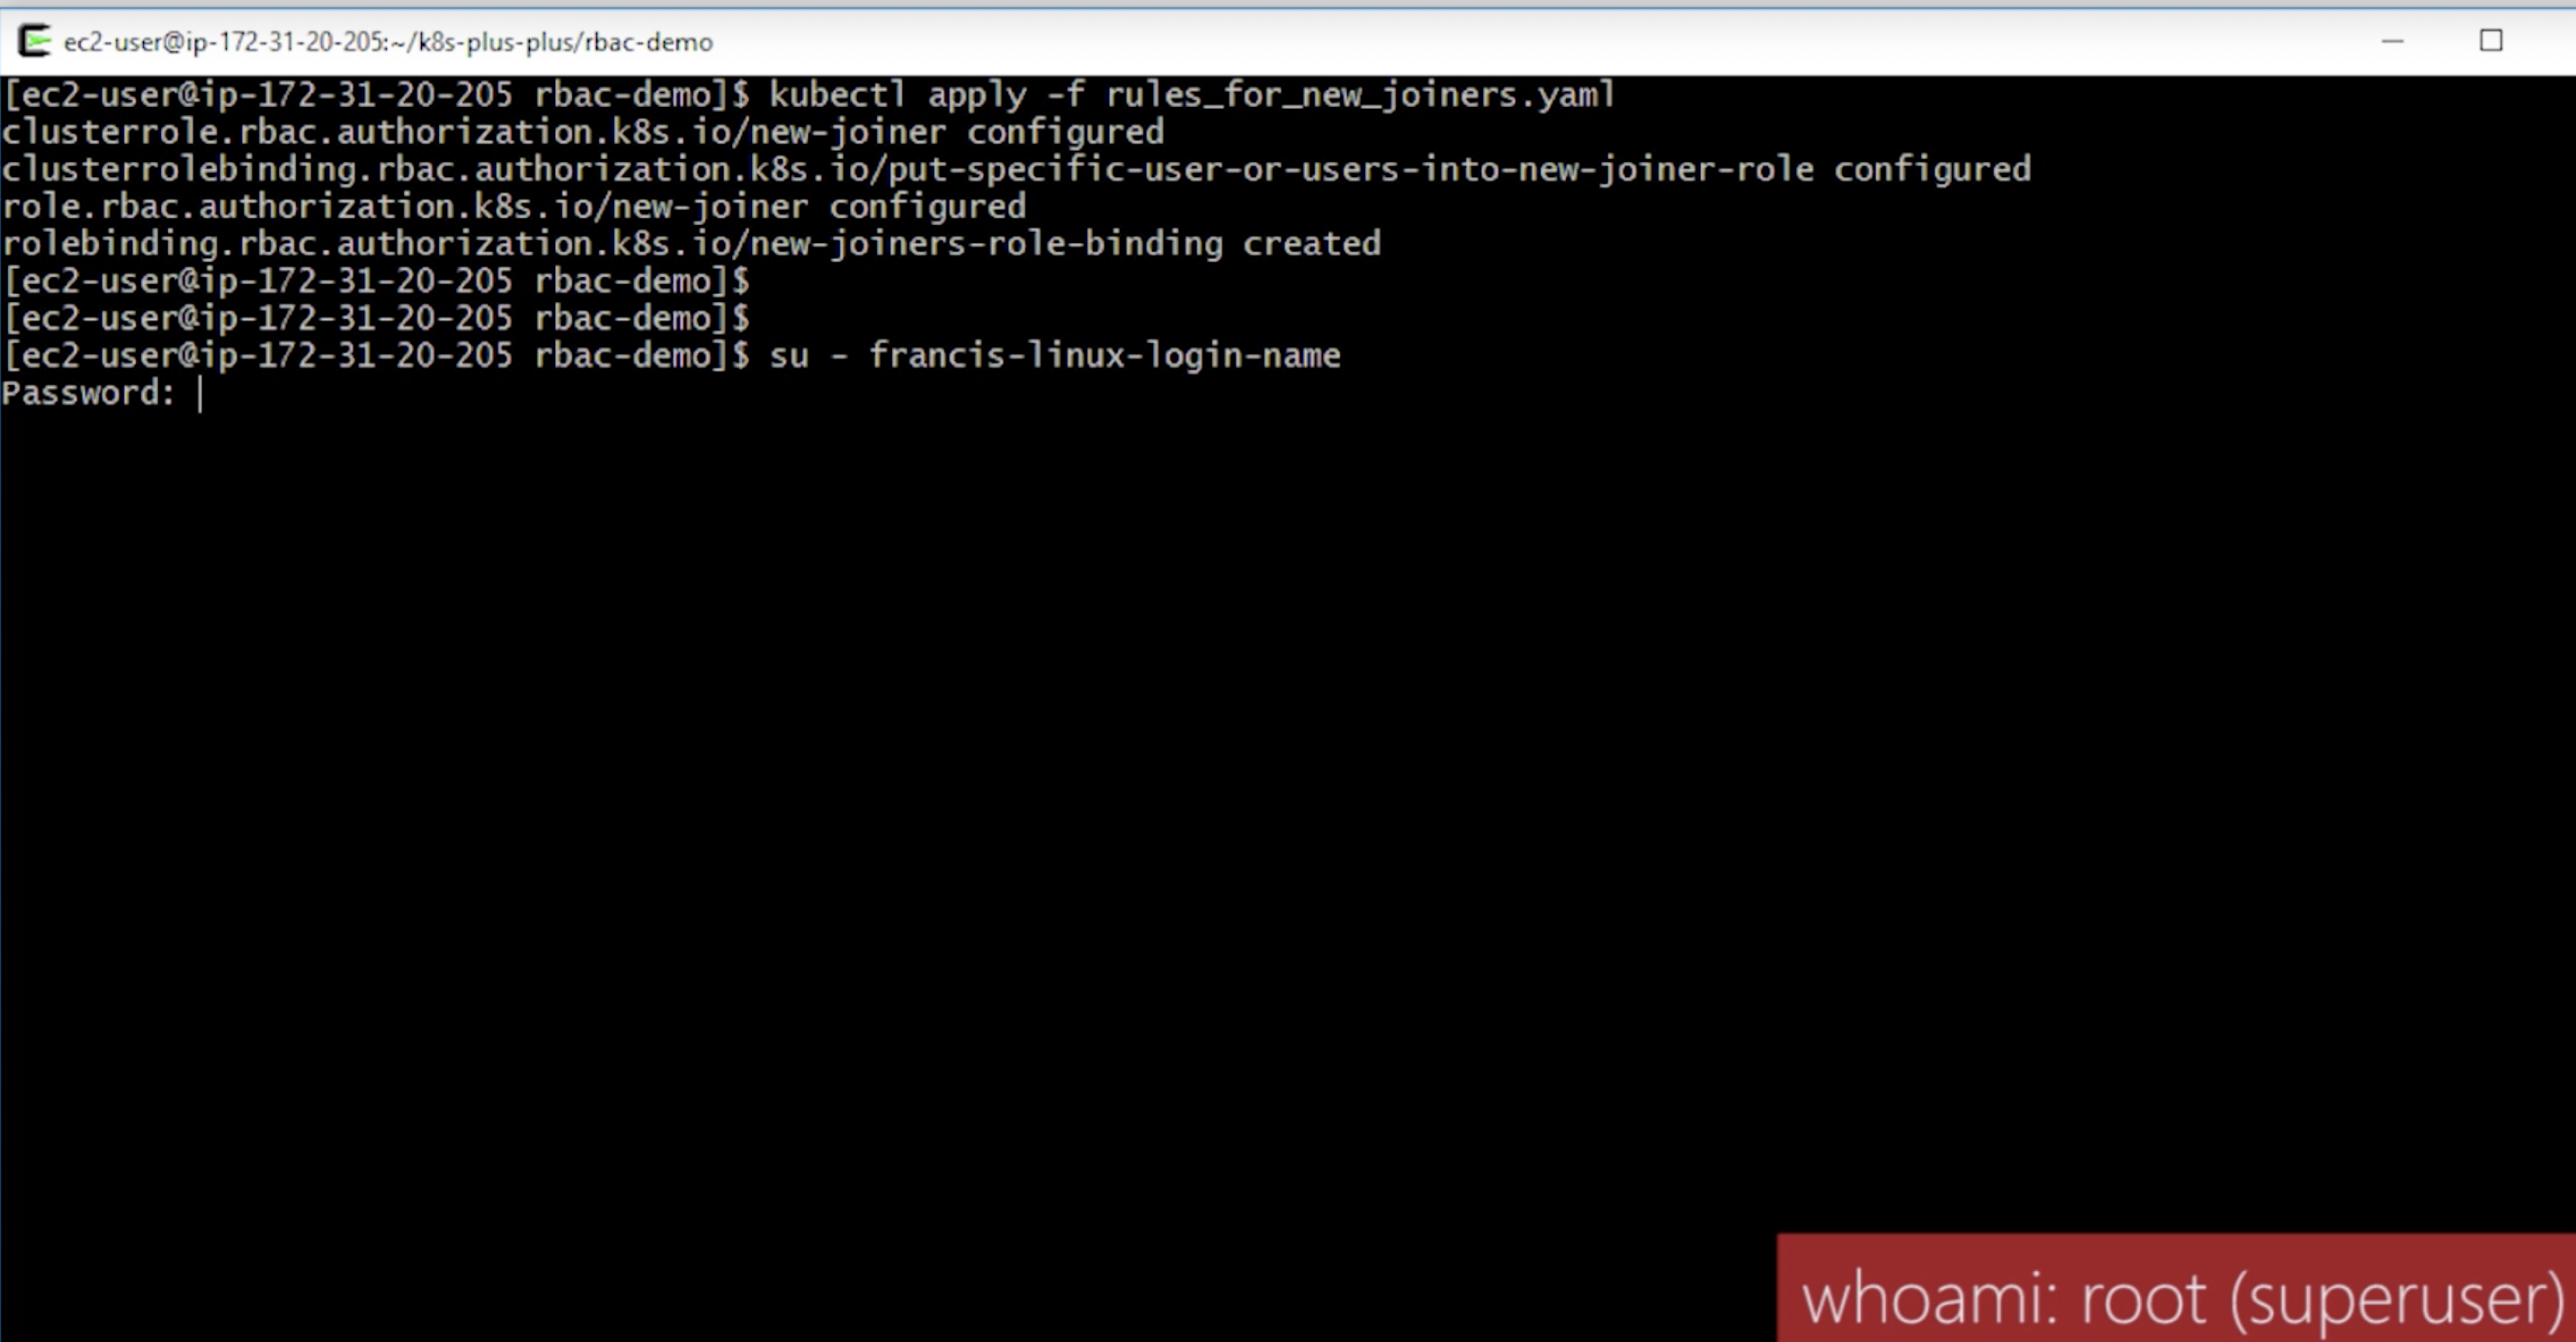 ec2-user@ip-172-31-20-205:~/k8s-plus-plus/rbac-demo
[ec2-user@ip-172-31-20-205 rbac-demo]$ kubectl apply -f rules_for_new_joiners.yaml
clusterrole.rbac.authorization.k8s.io/new-joiner configured
clusterrolebinding.rbac.authorization.k8s.io/put-specific-user-or-users-into-new-joiner-role configured
role.rbac.authorization.k8s.io/new-joiner configured
rolebinding.rbac.authorization.k8s.io/new-joiners-role-binding created
[ec2-user@ip-172-31-20-205 rbac-demo]$
[ec2-user@ip-172-31-20-205 rbac-demo]$
[ec2-user@ip-172-31-20-205 rbac-demo]$ su - francis-linux-login-name
Password:
whoami: root (superuser)